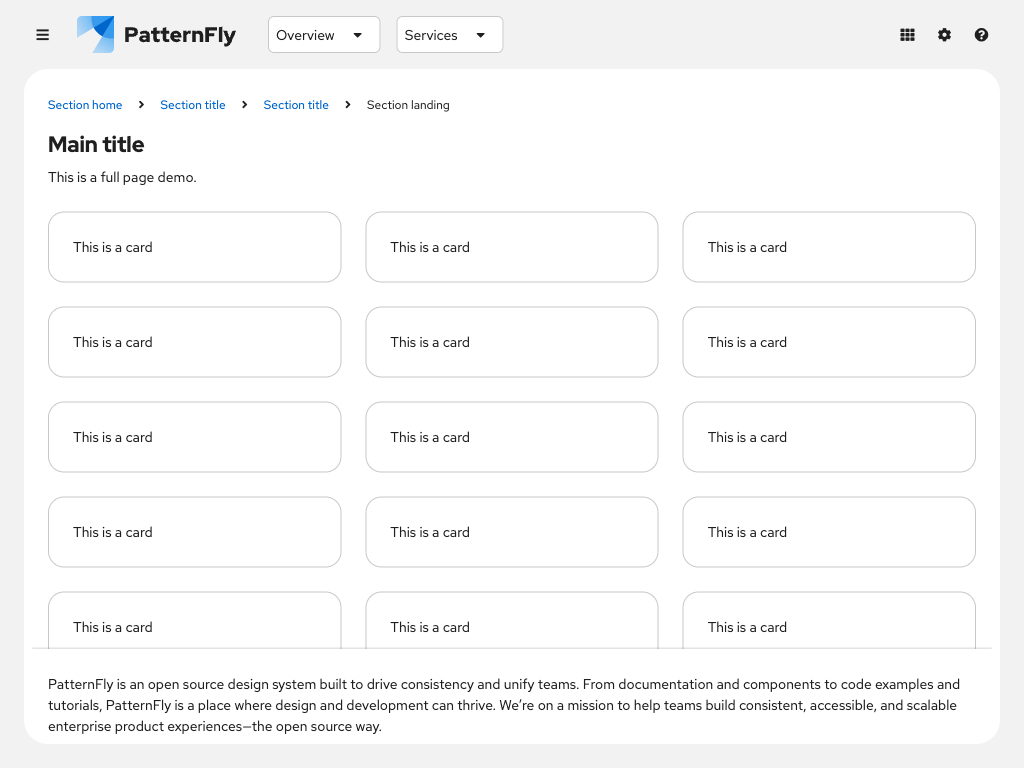 PatternFly Overview Services
Section home Section title Section title Section landing
Main title
This is a full page demo.
This is a card This is a card This is a card
This is a card This is a card This is a card
This is a card This is a card This is a card
This is a card This is a card This is a card
This is a card This is a card This is a card
PatternFly is an open source design system built to drive consistency and unify teams. From documentation and components to code examples and
tutorials, PatternFly is a place where design and development can thrive. We’re on a mission to help teams build consistent, accessible, and scalable
enterprise product experiences—the open source way.